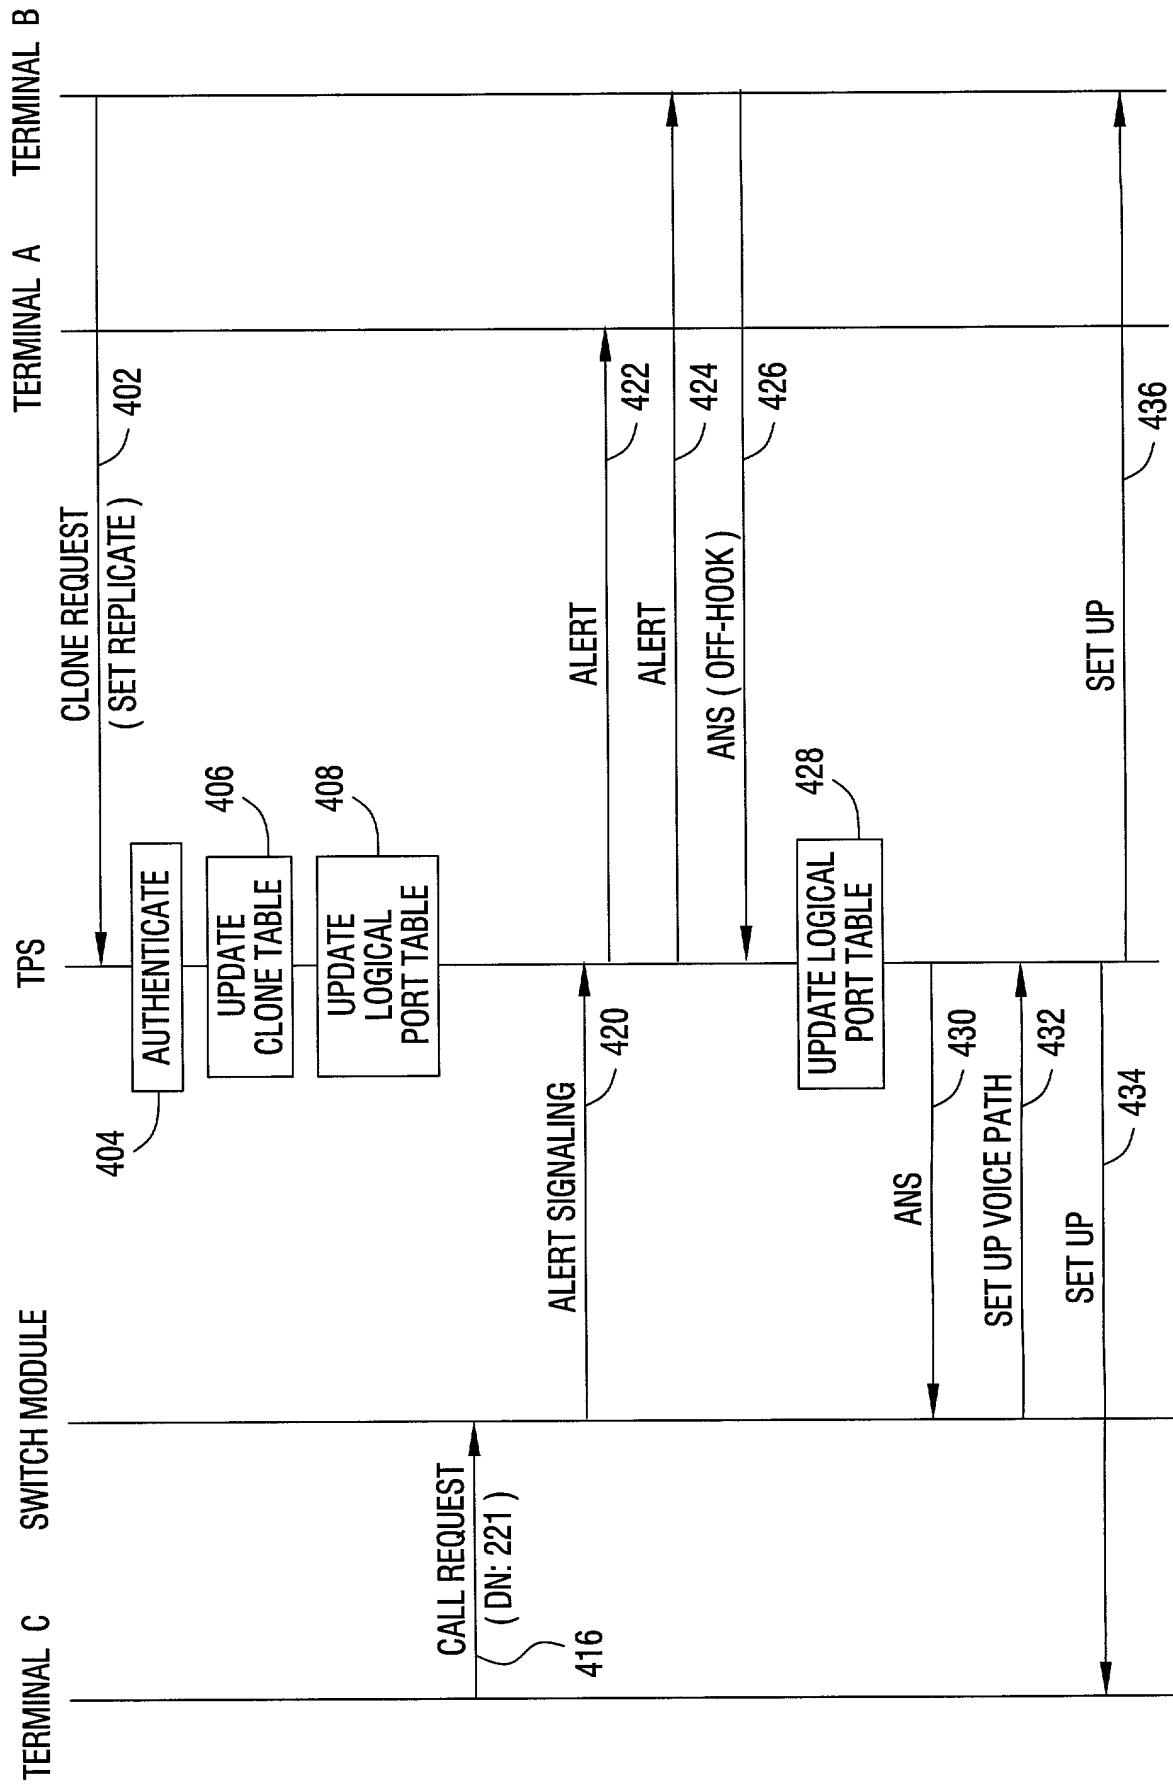 TERMINAL C
SWITCH MODULE
TPS
TERMINAL A
TERMINAL B
CLONE REQUEST
( SET REPLICATE )
402
404
AUTHENTICATE
UPDATE
CLONE TABLE
406
UPDATE
LOGICAL
PORT TABLE
408
CALL REQUEST
( DN: 221 )
416
ALERT SIGNALING
420
ALERT
422
ALERT
424
ANS ( OFF-HOOK )
426
UPDATE LOGICAL
PORT TABLE
428
ANS
430
SET UP VOICE PATH
432
SET UP
434
SET UP
436